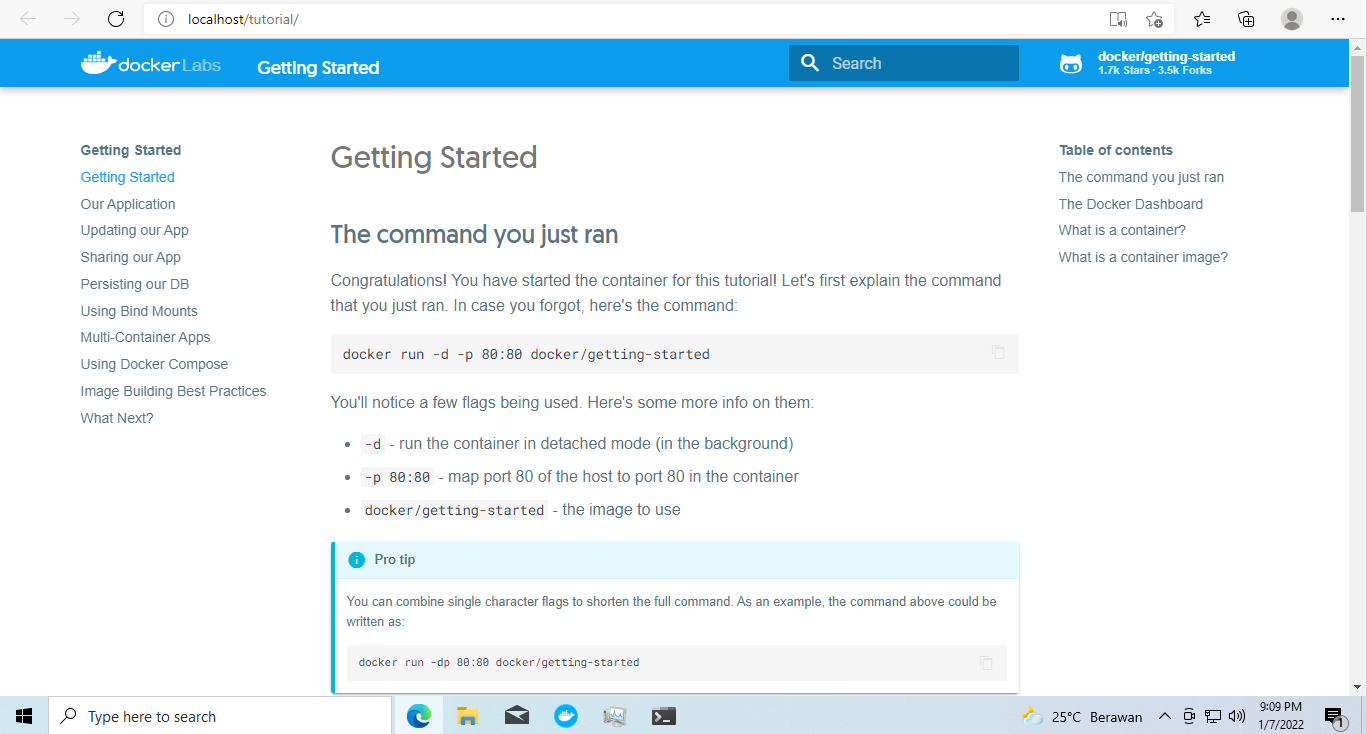 localhost/tutorial/
docker Labs
Getting Started
Search
docker/getting-started
1.7k Stars · 3.5k Forks
Getting Started
Getting Started
Our Application
Updating our App
Sharing our App
Persisting our DB
Using Bind Mounts
Multi-Container Apps
Using Docker Compose
Image Building Best Practices
What Next?
Getting Started
The command you just ran
Congratulations! You have started the container for this tutorial! Let's first explain the command
that you just ran. In case you forgot, here's the command:
docker run -d -p 80:80 docker/getting-started
You'll notice a few flags being used. Here's some more info on them:
-d - run the container in detached mode (in the background)
-p 80:80 - map port 80 of the host to port 80 in the container
docker/getting-started - the image to use
Pro tip
You can combine single character flags to shorten the full command. As an example, the command above could be
written as:
docker run -dp 80:80 docker/getting-started
Table of contents
The command you just ran
The Docker Dashboard
What is a container?
What is a container image?
Type here to search
25°C Berawan
9:09 PM
1/7/2022
1